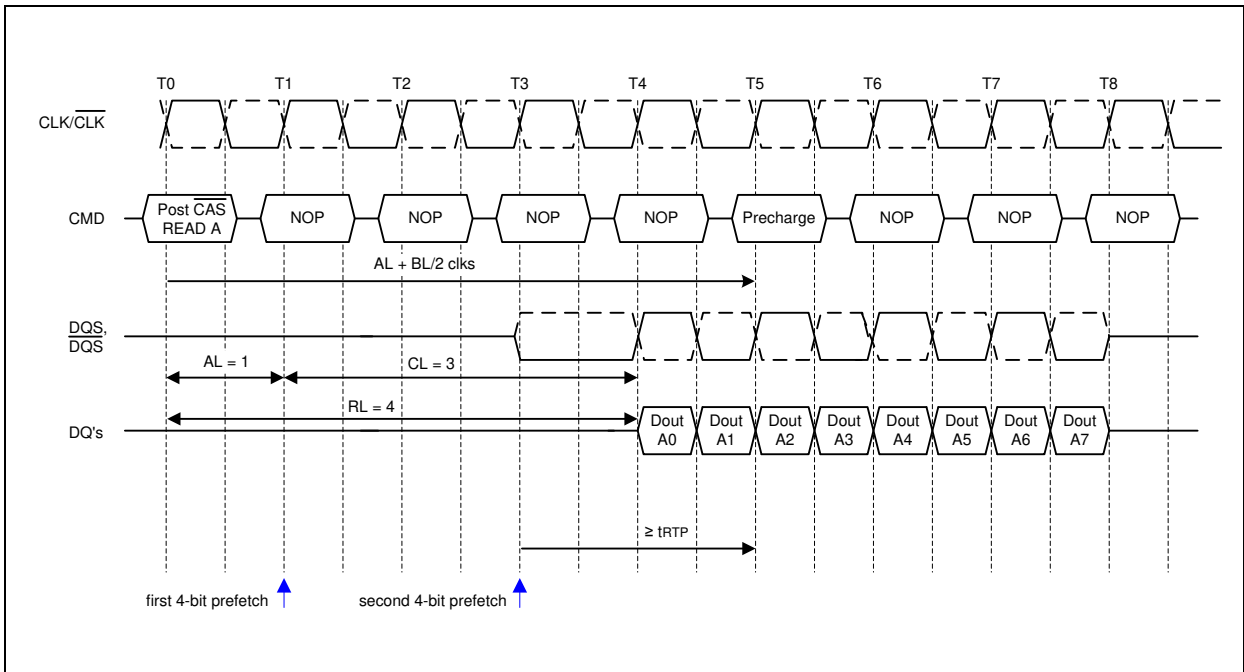 T0 T1 T2 T3 T4 T5 T6 T7 T8
CLK/CLK
CMD
Post CAS
READ A
NOP
NOP
NOP
NOP
Precharge
NOP
NOP
NOP
AL + BL/2 clks
DQS,
DQS
AL = 1
CL = 3
RL = 4
DQ's
Dout
A0
Dout
A1
Dout
A2
Dout
A3
Dout
A4
Dout
A5
Dout
A6
Dout
A7
≥ tRTP
first 4-bit prefetch
second 4-bit prefetch